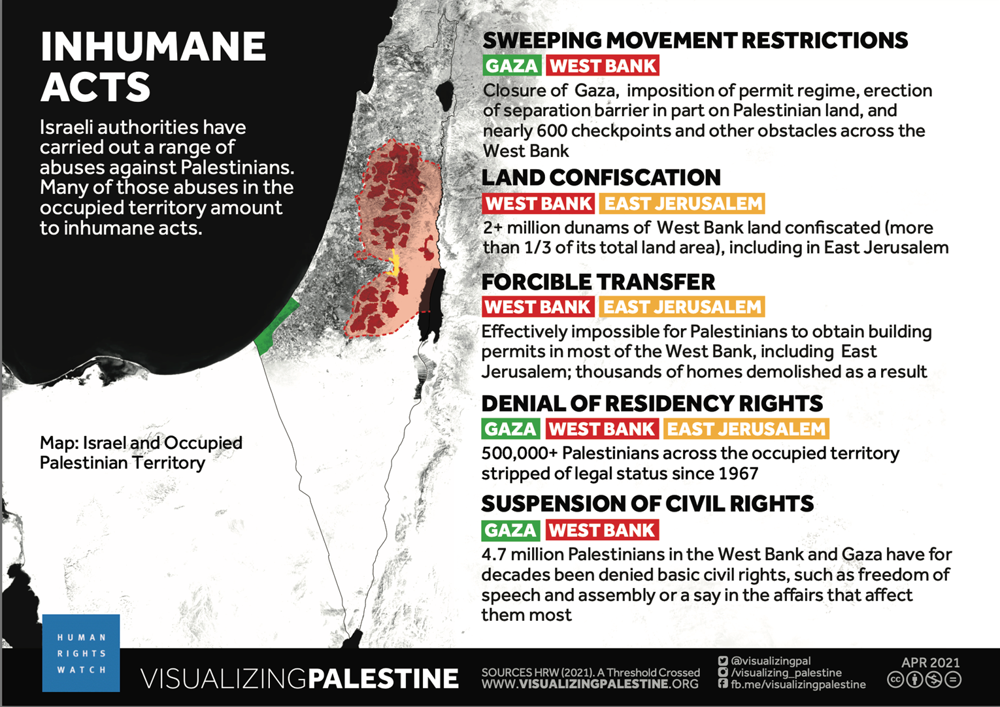 INHUMANE
ACTS
Israeli authorities have
carried out a range of
abuses against Palestinians.
Many of those abuses in the
occupied territory amount
to inhumane acts.
Map: Israel and Occupied
Palestinian Territory
SWEEPING MOVEMENT RESTRICTIONS
GAZA WEST BANK
Closure of Gaza, imposition of permit regime, erection
of separation barrier in part on Palestinian land, and
nearly 600 checkpoints and other obstacles across the
West Bank
LAND CONFISCATION
WEST BANK EAST JERUSALEM
2+ million dunams of West Bank land confiscated (more
than 1/3 of its total land area), including in East Jerusalem
FORCIBLE TRANSFER
WEST BANK EAST JERUSALEM
Effectively impossible for Palestinians to obtain building
permits in most of the West Bank, including East
Jerusalem; thousands of homes demolished as a result
DENIAL OF RESIDENCY RIGHTS
GAZA WEST BANK EAST JERUSALEM
500,000+ Palestinians across the occupied territory
stripped of legal status since 1967
SUSPENSION OF CIVIL RIGHTS
GAZA WEST BANK
4.7 million Palestinians in the West Bank and Gaza have for
decades been denied basic civil rights, such as freedom of
speech and assembly or a say in the affairs that affect
them most
HUMAN
RIGHTS
WATCH
VISUALIZINGPALESTINE
SOURCES HRW (2021). A Threshold Crossed
WWW.VISUALIZINGPALESTINE.ORG
@visualizingpal
/visualizing_palestine
fb.me/visualizingpalestine
APR 2021
cc